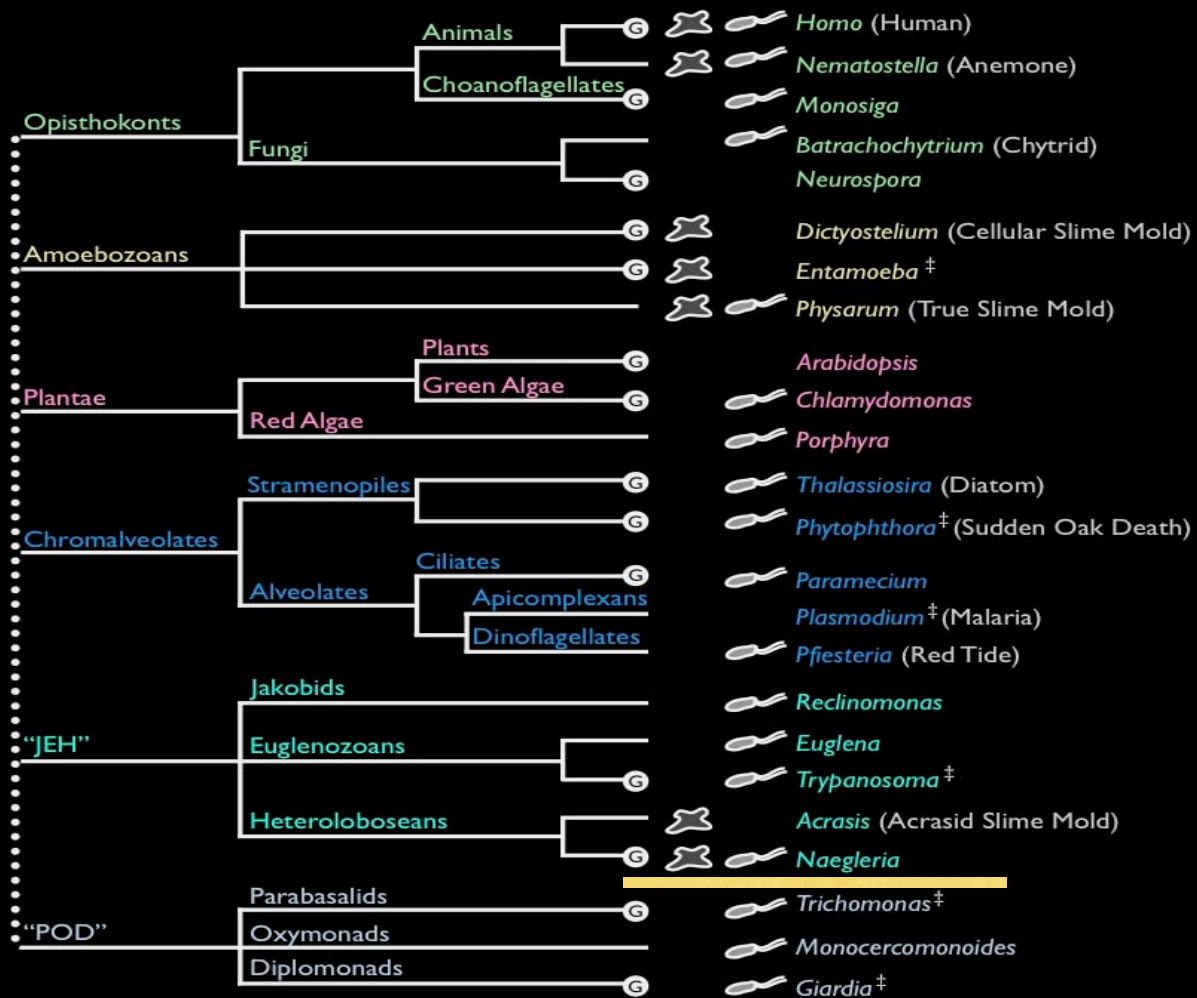 Animals
G Homo (Human)
Nematostella (Anemone)
Choanoflagellates
G Monosiga
Opisthokonts
Fungi
Batrachochytrium (Chytrid)
G Neurospora
G Dictyostelium (Cellular Slime Mold)
Amoebozoans
G Entamoeba ‡
Physarum (True Slime Mold)
Plants
G Arabidopsis
Green Algae
G Chlamydomonas
Plantae
Red Algae
Porphyra
Stramenopiles
G Thalassiosira (Diatom)
G Phytophthora ‡ (Sudden Oak Death)
Chromalveolates
Ciliates
G Paramecium
Alveolates
Apicomplexans
Plasmodium ‡ (Malaria)
Dinoflagellates
Pfiesteria (Red Tide)
Jakobids
Reclinomonas
“JEH”
Euglenozoans
Euglena
G Trypanosoma ‡
Heteroloboseans
Acrasis (Acrasid Slime Mold)
G Naegleria
Parabasalids
G Trichomonas ‡
“POD”
Oxymonads
Monocercomonoides
Diplomonads
G Giardia ‡